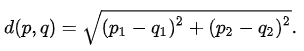 d(p,q) = √((p₁ − q₁)² + (p₂ − q₂)²).